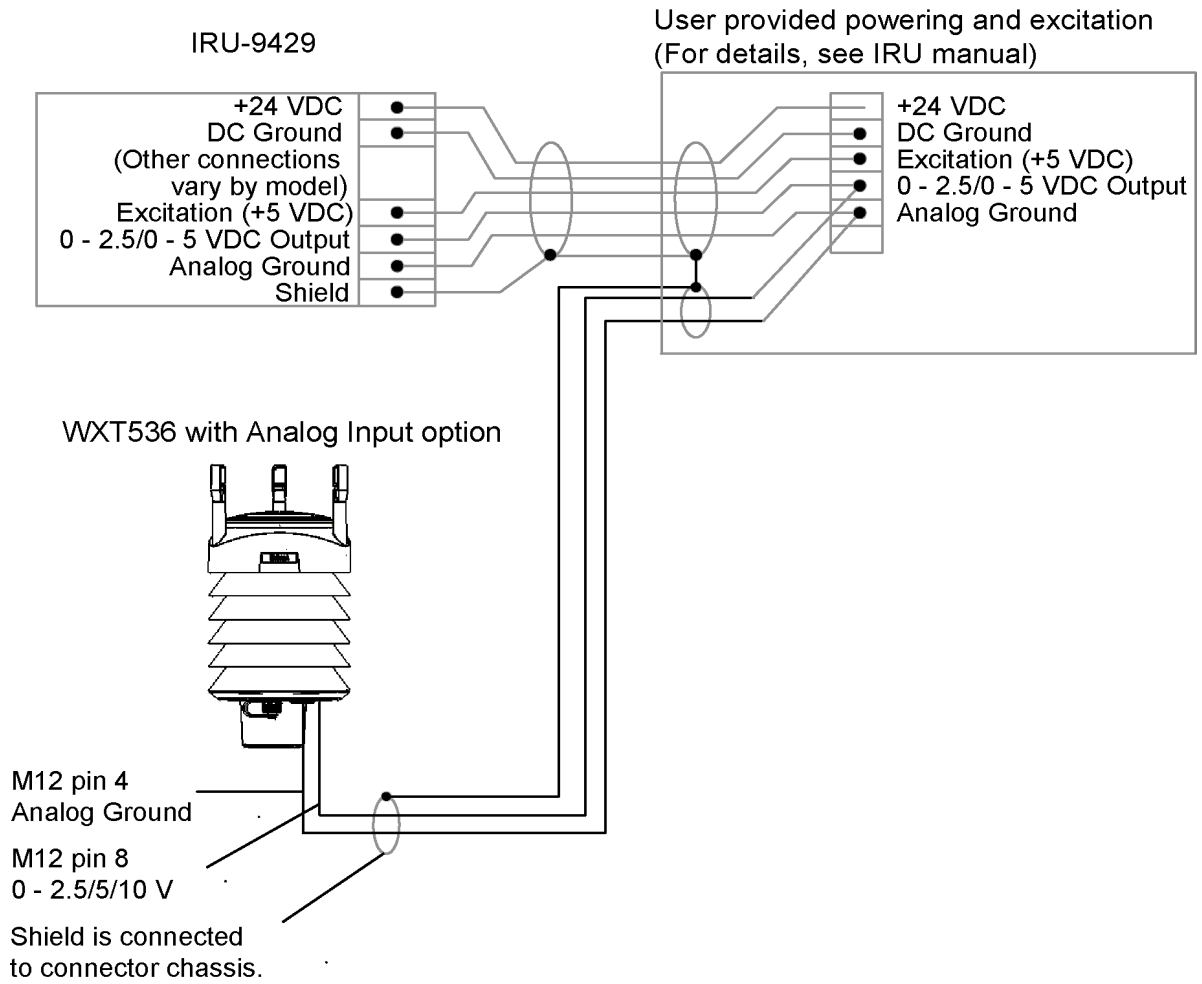 IRU-9429
User provided powering and excitation
(For details, see IRU manual)
+24 VDC
DC Ground
(Other connections
vary by model)
Excitation (+5 VDC)
0 - 2.5/0 - 5 VDC Output
Analog Ground
Shield
+24 VDC
DC Ground
Excitation (+5 VDC)
0 - 2.5/0 - 5 VDC Output
Analog Ground
WXT536 with Analog Input option
M12 pin 4
Analog Ground
M12 pin 8
0 - 2.5/5/10 V
Shield is connected
to connector chassis.